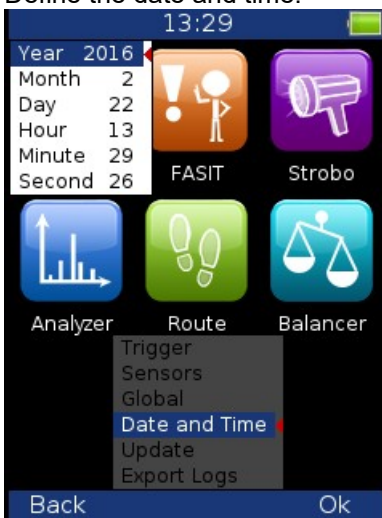 Define the date and time.
13:29
Year 2016
Month 2
Day 22
Hour 13
Minute 29
Second 26
FASIT Strobo
Analyzer Route Balancer
Trigger
Sensors
Global
Date and Time
Update
Export Logs
Back Ok